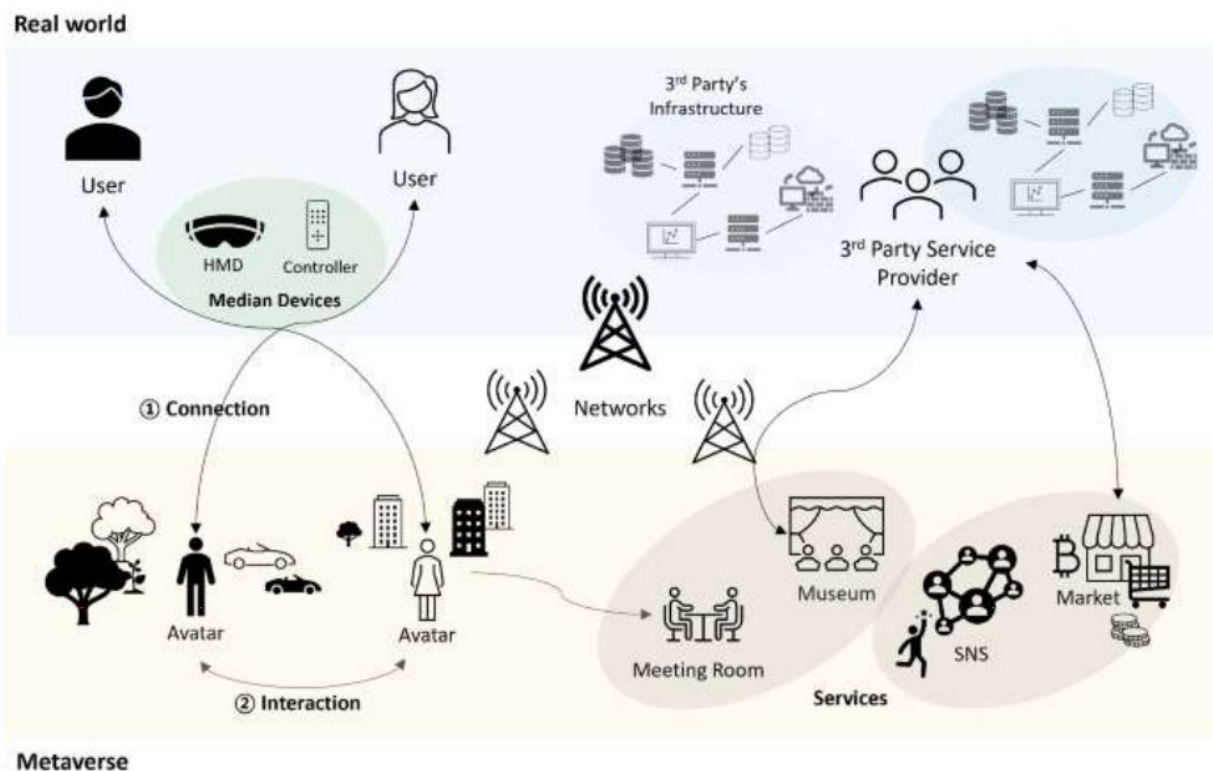 Real world
3rd Party's
Infrastructure
User
User
HMD
Controller
Median Devices
3rd Party Service
Provider
① Connection
Networks
Avatar
Avatar
Museum
Meeting Room
Market
SNS
② Interaction
Services
Metaverse